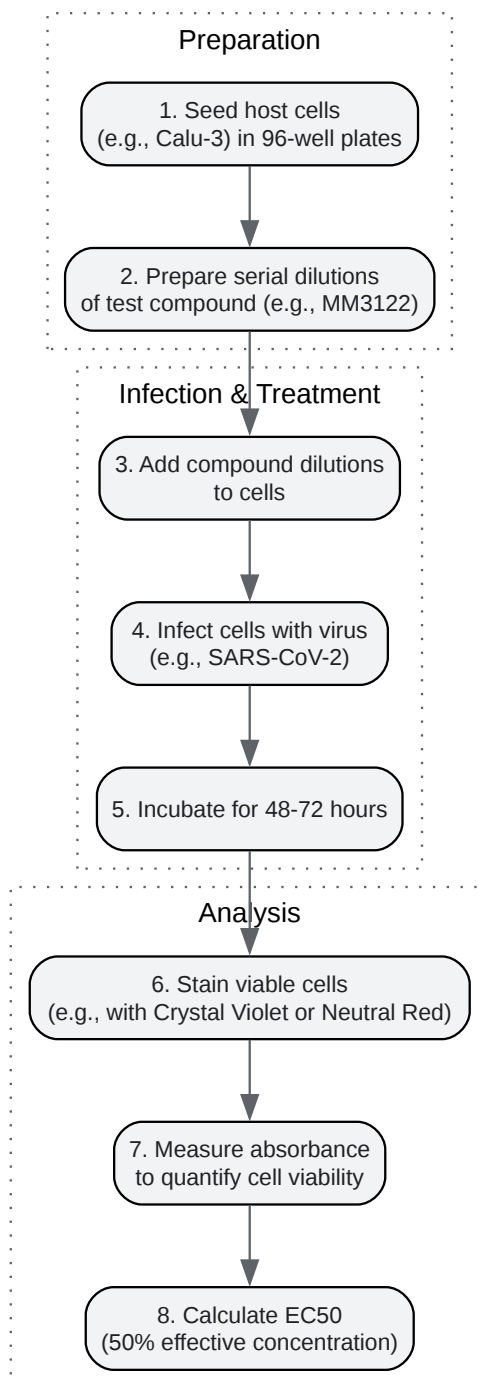 Preparation
1. Seed host cells
(e.g., Calu-3) in 96-well plates
2. Prepare serial dilutions
of test compound (e.g., MM3122)
Infection & Treatment
3. Add compound dilutions
to cells
4. Infect cells with virus
(e.g., SARS-CoV-2)
5. Incubate for 48-72 hours
Analysis
6. Stain viable cells
(e.g., with Crystal Violet or Neutral Red)
7. Measure absorbance
to quantify cell viability
8. Calculate EC50
(50% effective concentration)